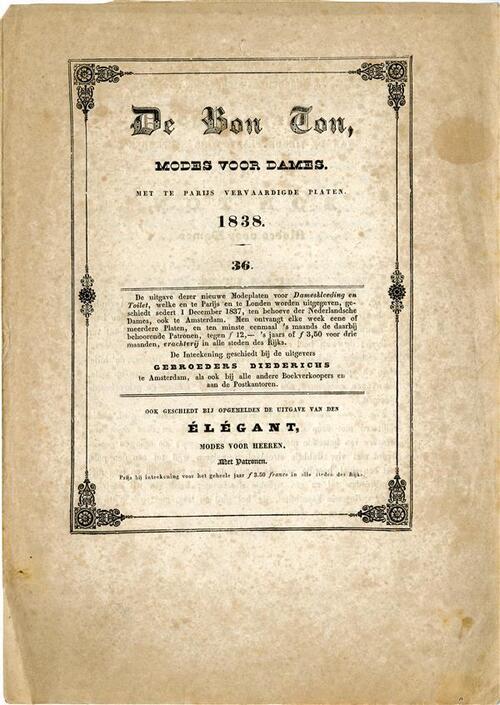 De Bon Ton,
MODES VOOR DAMES.
MET TE PARIJS VERVAARDIGDE PLATEN.
1838.
36.
De uitgave dezer nieuwe Modeplaten voor Dameskleeding en
Toilet, welke en te Parijs en te Londen worden uitgegeven, ge-
schiedt sedert 1 December 1837, ten behoeve der Nederlandsche
Dames, ook te Amsterdam. Men ontvangt elke week eene of
meerdere Platen, en ten minste eenmaal 's maands de daarbij
behoorende Patronen, tegen f 12,— 's jaars of f 3,50 voor drie
maanden, vrachtvrij in alle steden des Rijks.
De Inteekening geschiedt bij de uitgevers
GEBROEDERS DIEDERICHS
te Amsterdam, als ook bij alle andere Boekverkoopers en
aan de Postkantoren.
OOK GESCHIEDT BIJ OPGEMELDEN DE UITGAVE VAN DEN
ÉLÉGANT,
MODES VOOR HEEREN.
Met Patronen.
Prijs bij inteekening voor het geheele jaar f 3.50 franco in alle steden des Rijks.